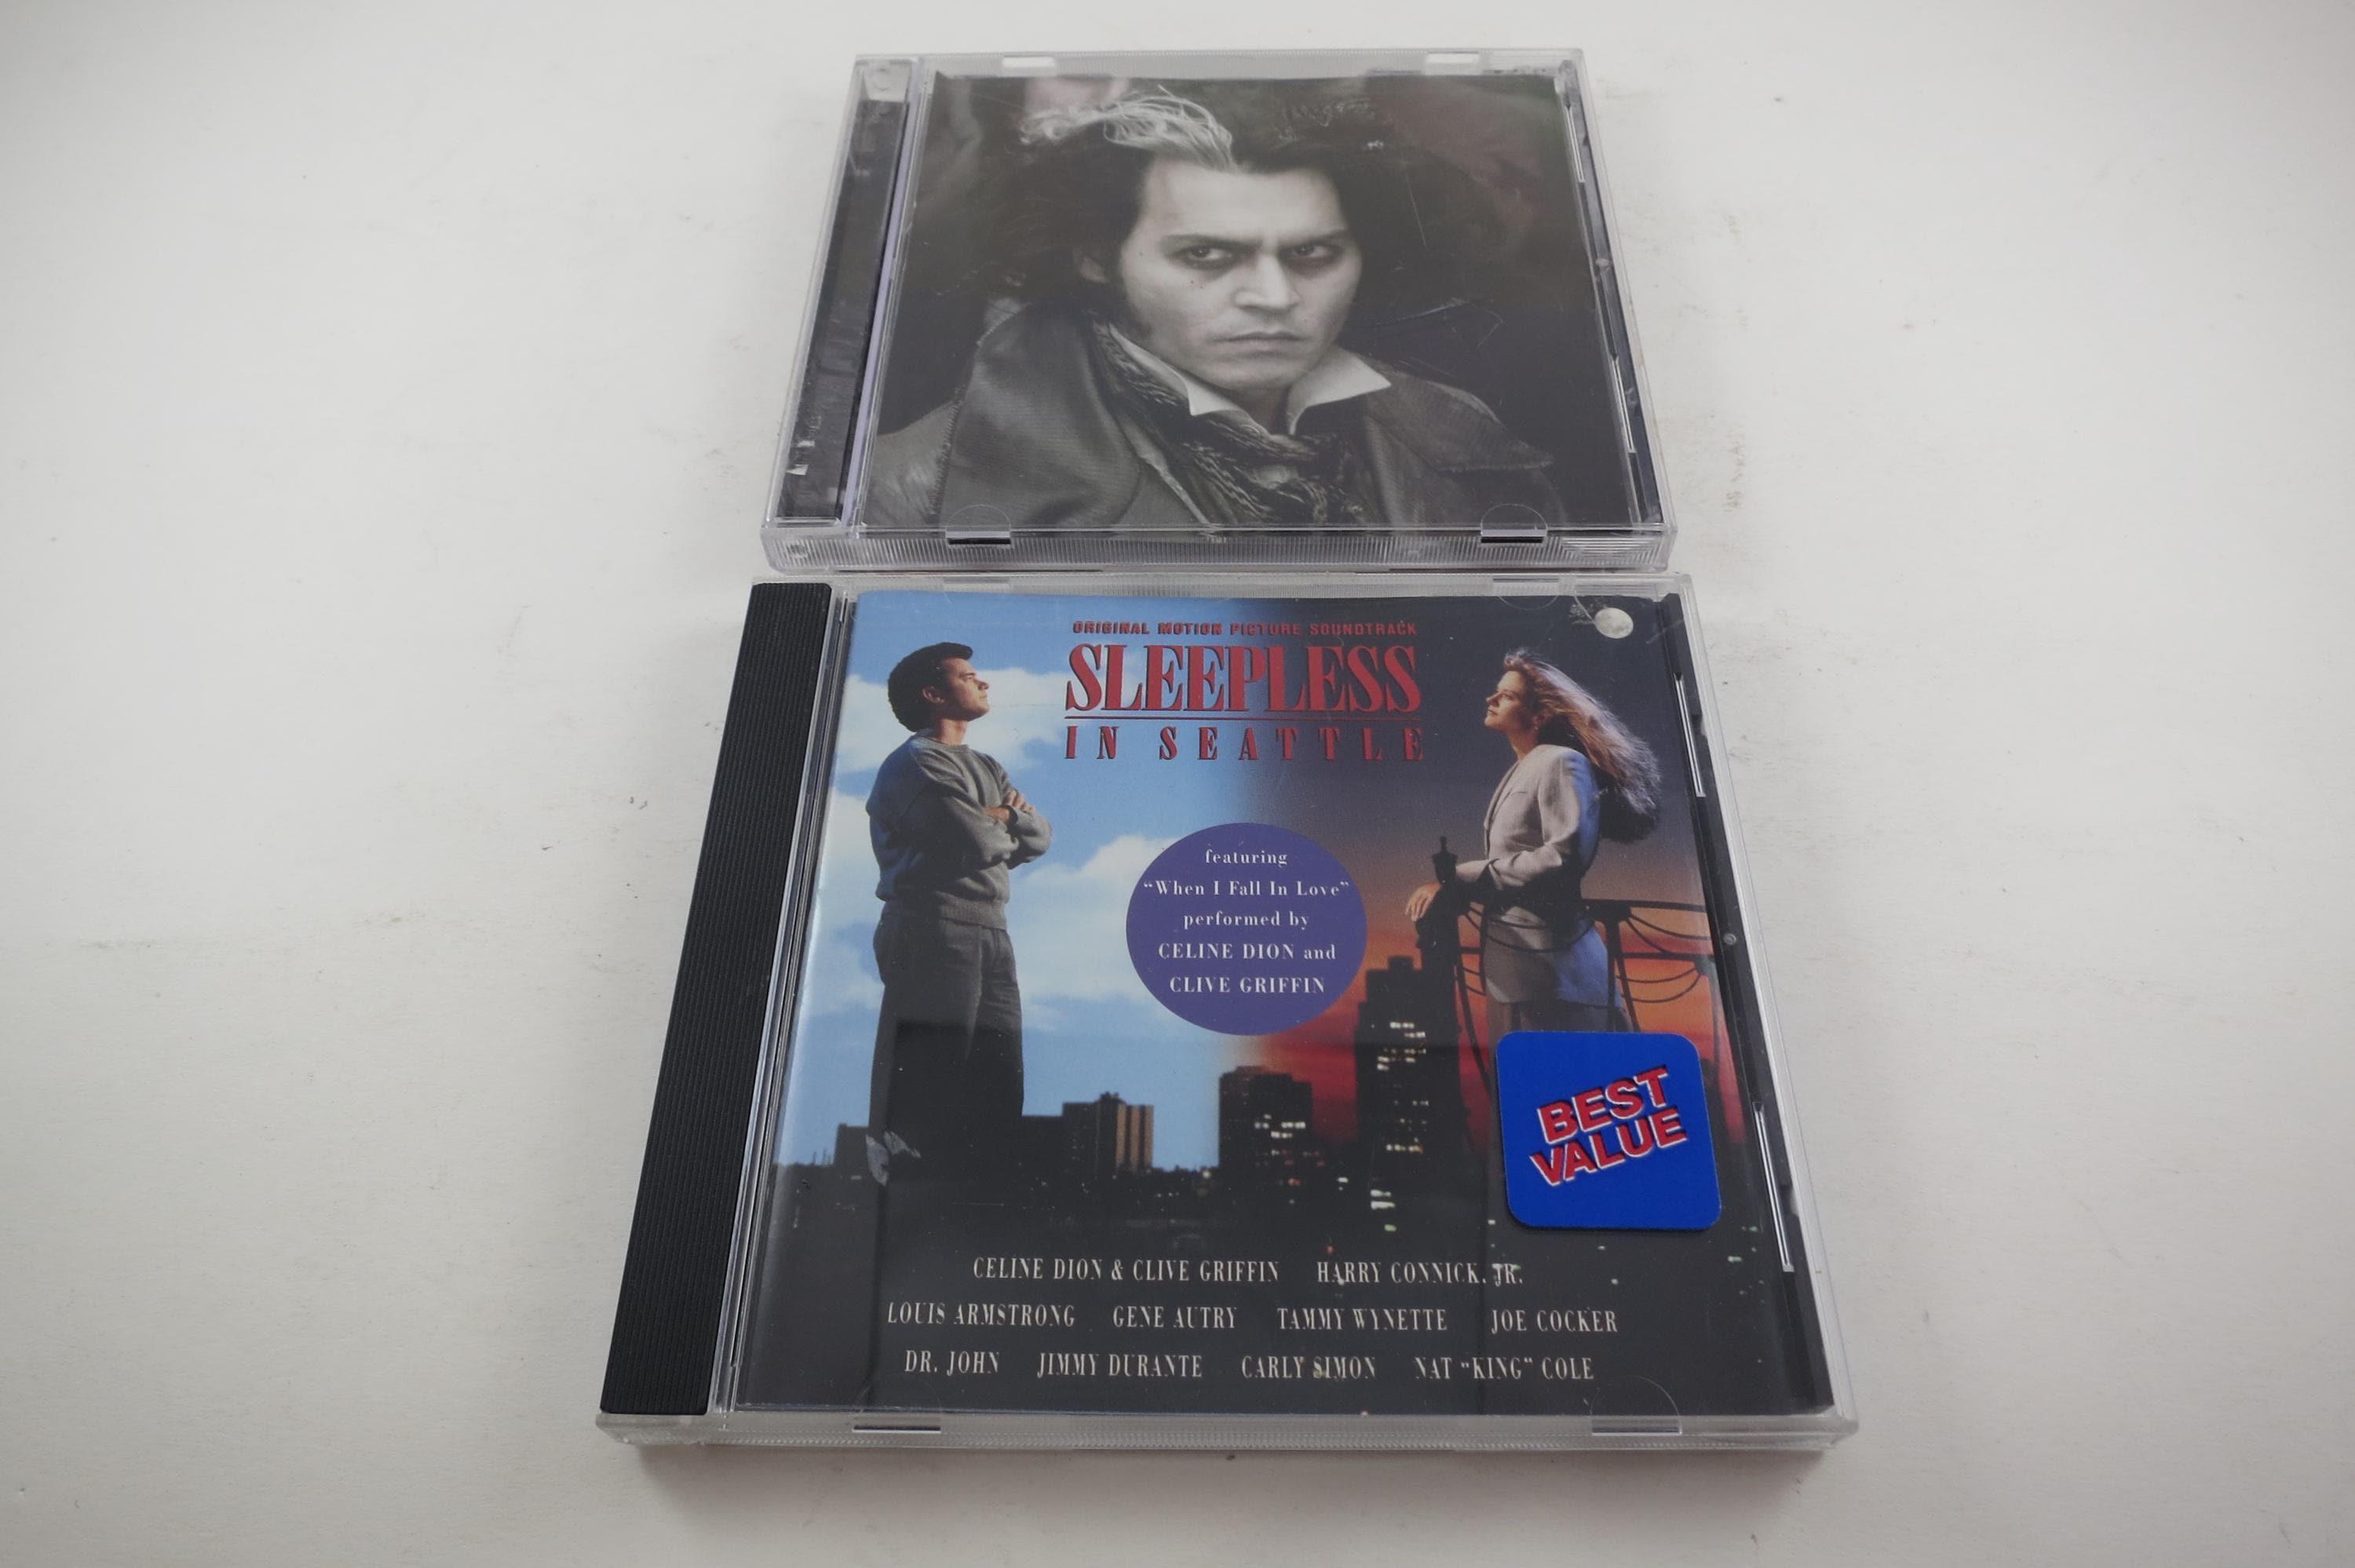 ORIGINAL MOTION PICTURE SOUNDTRACK
SLEEPLESS
IN SEATTLE
featuring
"When I Fall In Love"
performed by
CELINE DION and
CLIVE GRIFFIN
BEST
VALUE
CELINE DION & CLIVE GRIFFIN HARRY CONNICK, JR.
LOUIS ARMSTRONG GENE AUTRY TAMMY WYNETTE JOE COCKER
DR. JOHN JIMMY DURANTE CARLY SIMON NAT "KING" COLE